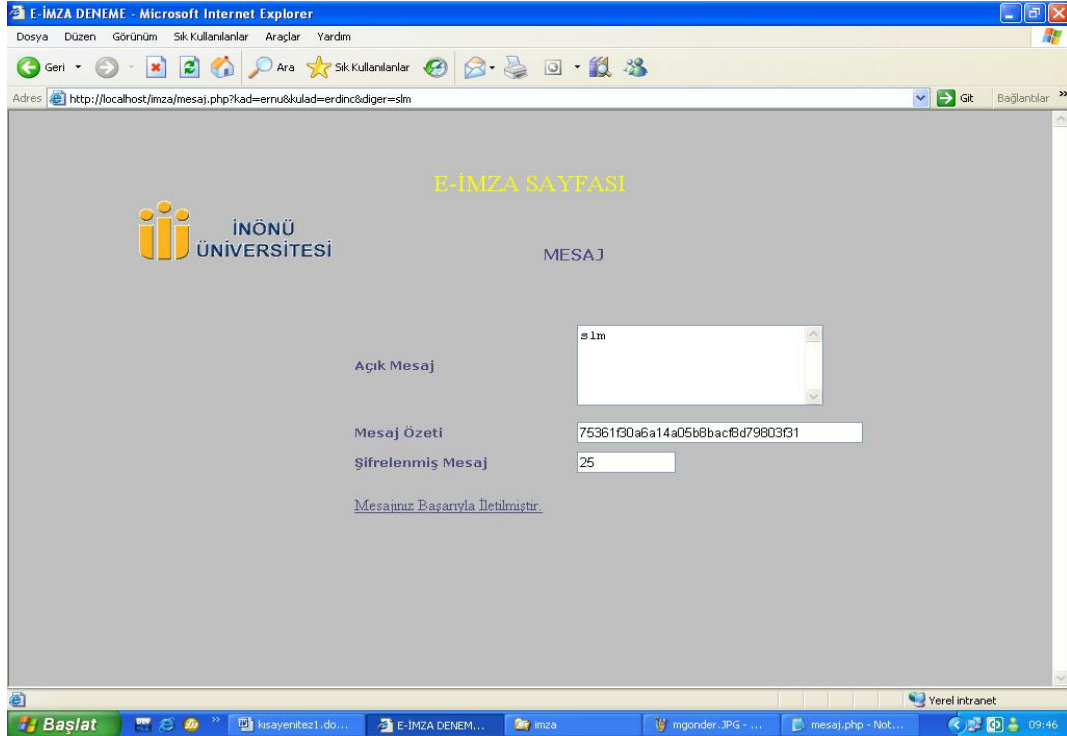 E-İMZA DENEME - Microsoft Internet Explorer
Dosya Düzen Görünüm Sık Kullanılanlar Araçlar Yardım
Geri Ara Sık Kullanılanlar
Adres http://localhost/imza/mesaj.php?kad=ernu&kulad=erdinc&diger=slm Git Bağlantılar »
E-İMZA SAYFASI
İNÖNÜ
ÜNİVERSİTESİ
MESAJ
slm
Açık Mesaj
Mesaj Özeti 75361f30a6a14a05b8bacf8d79803f31
Şifrelenmiş Mesaj 25
Mesajınız Başarıyla İletilmiştir.
Yerel intranet
Başlat » kısayenitez1.do... E-İMZA DENEM... imza mgonder.JPG - ... mesaj.php - Not... 09:46